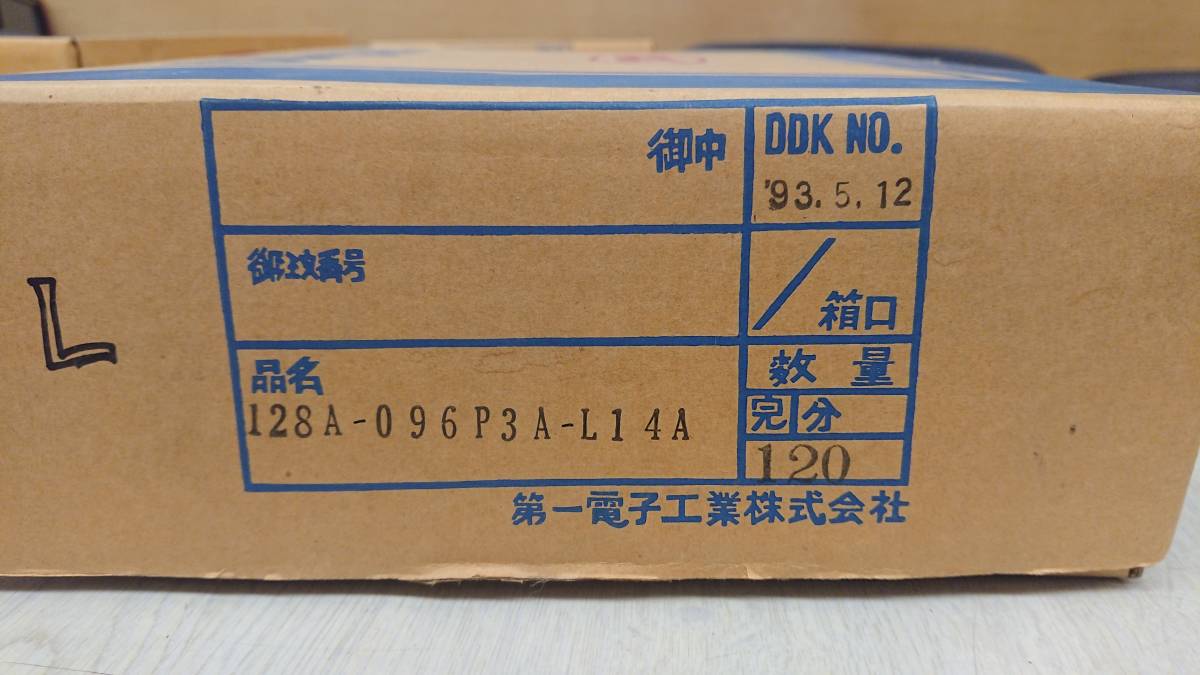 御中
DDK NO.
'93.5.12
御注文番号
/箱口
品名
128A-096P3A-L14A
数量
完分
120
第一電子工業株式会社
L